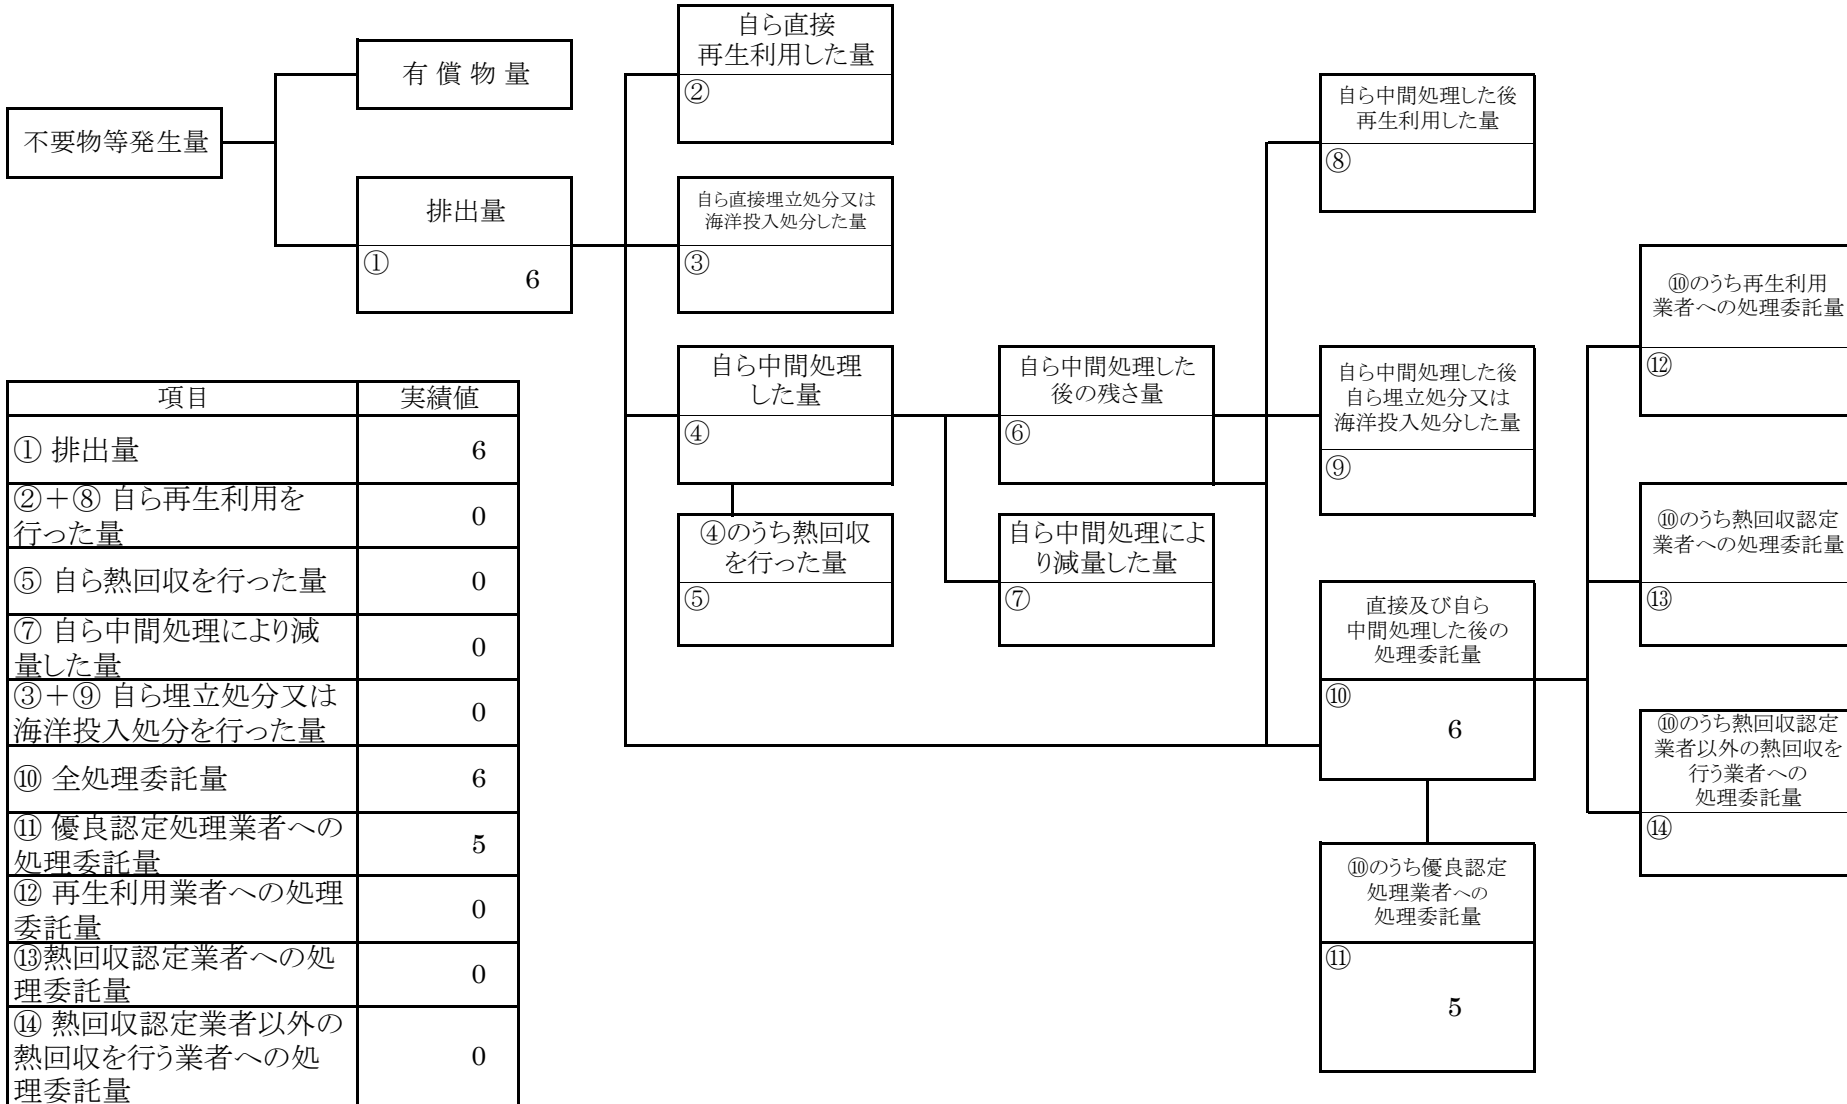 不要物等発生量
有償物量
排出量
①
6
自ら直接
再生利用した量
②
自ら直接埋立処分又は
海洋投入処分した量
③
自ら中間処理
した量
④
④のうち熱回収
を行った量
⑤
自ら中間処理した
後の残さ量
⑥
自ら中間処理によ
り減量した量
⑦
自ら中間処理した後
再生利用した量
⑧
自ら中間処理した後
自ら埋立処分又は
海洋投入処分した量
⑨
直接及び自ら
中間処理した後の
処理委託量
⑩
6
⑩のうち優良認定
処理業者への
処理委託量
⑪
5
⑩のうち再生利用
業者への処理委託量
⑫
⑩のうち熱回収認定
業者への処理委託量
⑬
⑩のうち熱回収認定
業者以外の熱回収を
行う業者への
処理委託量
⑭
項目 実績値
① 排出量 6
②＋⑧ 自ら再生利用を
行った量 0
⑤ 自ら熱回収を行った量 0
⑦ 自ら中間処理により減
量した量 0
③＋⑨ 自ら埋立処分又は
海洋投入処分を行った量 0
⑩ 全処理委託量 6
⑪ 優良認定処理業者への
処理委託量 5
⑫ 再生利用業者への処理
委託量 0
⑬熱回収認定業者への処
理委託量 0
⑭ 熱回収認定業者以外の
熱回収を行う業者への処
理委託量 0